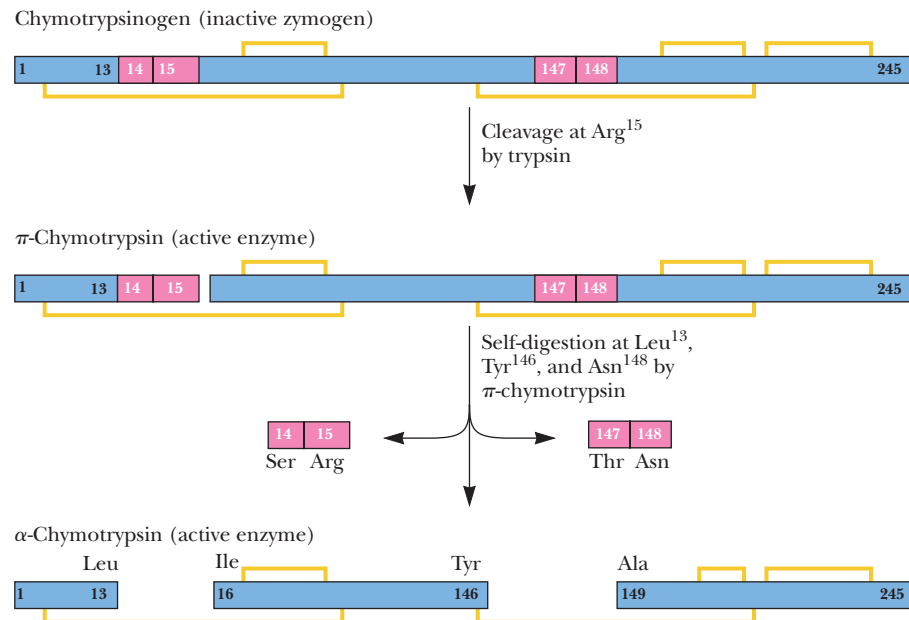 Chymotrypsinogen (inactive zymogen)
1 13 14 15 147 148 245
Cleavage at Arg15
by trypsin
π-Chymotrypsin (active enzyme)
1 13 14 15 147 148 245
Self-digestion at Leu13,
Tyr146, and Asn148 by
π-chymotrypsin
14 15 147 148
Ser Arg Thr Asn
α-Chymotrypsin (active enzyme)
Leu Ile Tyr Ala
1 13 16 146 149 245